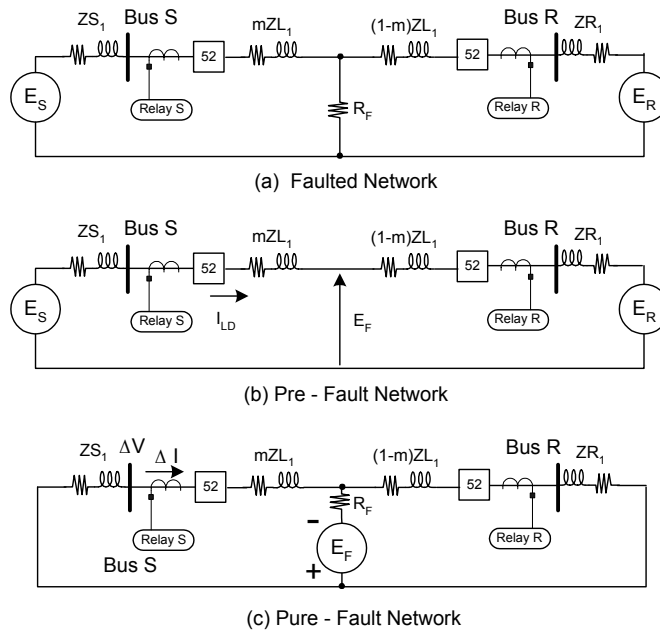 ZS1 Bus S mZL1 (1-m)ZL1 Bus R ZR1
52 52
ES Relay S RF Relay R ER
(a) Faulted Network
ZS1 Bus S mZL1 (1-m)ZL1 Bus R ZR1
52 52
ES Relay S ILD EF Relay R ER
(b) Pre - Fault Network
ZS1 ΔV Δ I mZL1 (1-m)ZL1 Bus R ZR1
52 52
Relay S RF Relay R
Bus S - EF +
(c) Pure - Fault Network